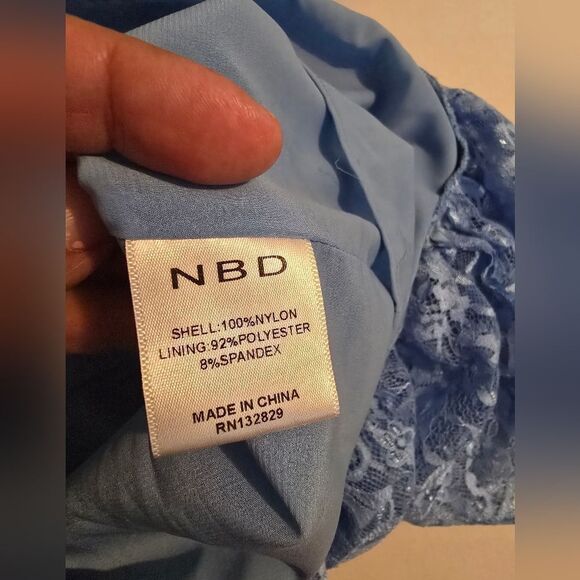 NBD
SHELL:100%NYLON
LINING:92%POLYESTER
8%SPANDEX
MADE IN CHINA
RN132829